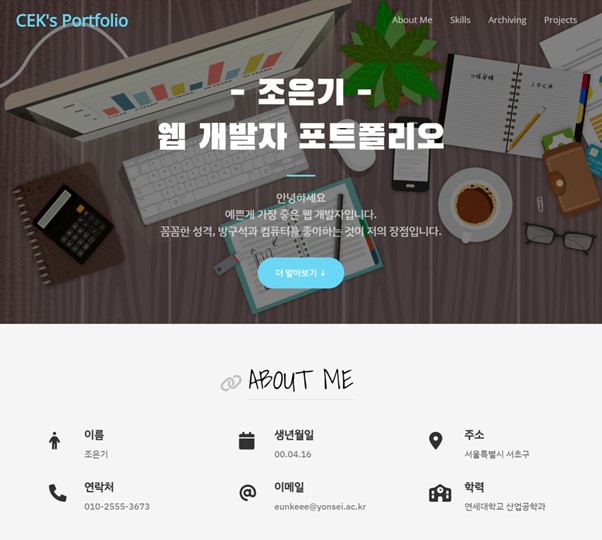 CEK's Portfolio
About Me Skills Archiving Projects
- 조은기 -
웹 개발자 포트폴리오
안녕하세요
예쁜게 가장 좋은 웹 개발자입니다.
꼼꼼한 성격, 방구석과 컴퓨터를 좋아하는 것이 저의 장점입니다.
더 알아보기 ↓
ABOUT ME
이름
조은기
생년월일
00.04.16
주소
서울특별시 서초구
연락처
010-2555-3673
이메일
eunkeee@yonsei.ac.kr
학력
연세대학교 산업공학과